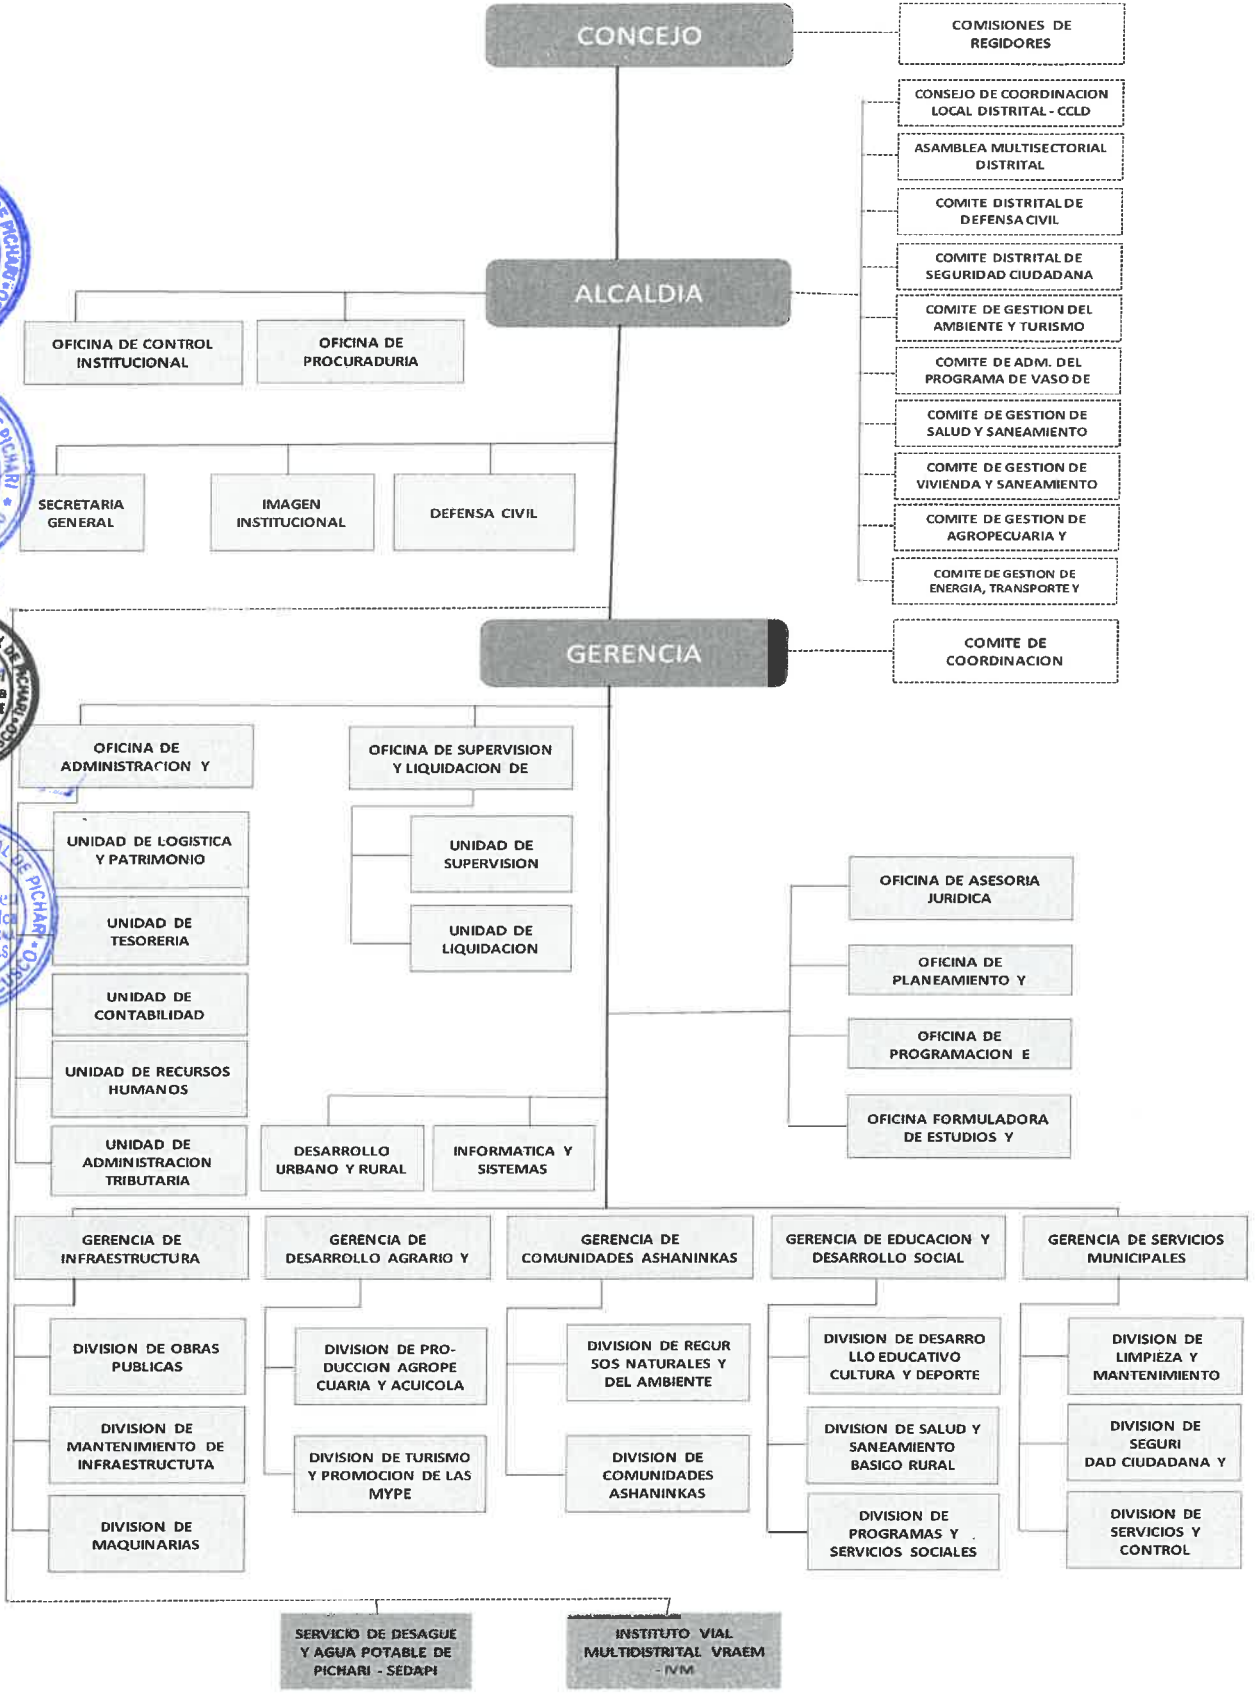 CONCEJO
COMISIONES DE
REGIDORES
CONSEJO DE COORDINACION
LOCAL DISTRITAL - CCLD
ASAMBLEA MULTISECTORIAL
DISTRITAL
COMITE DISTRITAL DE
DEFENSA CIVIL
COMITE DISTRITAL DE
SEGURIDAD CIUDADANA
ALCALDIA
COMITE DE GESTION DEL
AMBIENTE Y TURISMO
COMITE DE ADM. DEL
PROGRAMA DE VASO DE
COMITE DE GESTION DE
SALUD Y SANEAMIENTO
COMITE DE GESTION DE
VIVIENDA Y SANEAMIENTO
COMITE DE GESTION DE
AGROPECUARIA Y
COMITE DE GESTION DE
ENERGIA, TRANSPORTE Y
OFICINA DE CONTROL
INSTITUCIONAL
OFICINA DE
PROCURADURIA
SECRETARIA
GENERAL
IMAGEN
INSTITUCIONAL
DEFENSA CIVIL
GERENCIA
COMITE DE
COORDINACION
OFICINA DE
ADMINISTRACION Y
OFICINA DE SUPERVISION
Y LIQUIDACION DE
UNIDAD DE LOGISTICA
Y PATRIMONIO
UNIDAD DE
TESORERIA
UNIDAD DE
CONTABILIDAD
UNIDAD DE RECURSOS
HUMANOS
UNIDAD DE
ADMINISTRACION
TRIBUTARIA
UNIDAD DE
SUPERVISION
UNIDAD DE
LIQUIDACION
OFICINA DE ASESORIA
JURIDICA
OFICINA DE
PLANEAMIENTO Y
OFICINA DE
PROGRAMACION E
OFICINA FORMULADORA
DE ESTUDIOS Y
DESARROLLO
URBANO Y RURAL
INFORMATICA Y
SISTEMAS
GERENCIA DE
INFRAESTRUCTURA
GERENCIA DE
DESARROLLO AGRARIO Y
GERENCIA DE
COMUNIDADES ASHANINKAS
GERENCIA DE EDUCACION Y
DESARROLLO SOCIAL
GERENCIA DE SERVICIOS
MUNICIPALES
DIVISION DE OBRAS
PUBLICAS
DIVISION DE
MANTENIMIENTO DE
INFRAESTRUCTUTA
DIVISION DE
MAQUINARIAS
DIVISION DE PRO-
DUCCION AGROPE
CUARIA Y ACUICOLA
DIVISION DE TURISMO
Y PROMOCION DE LAS
MYPE
DIVISION DE RECUR
SOS NATURALES Y
DEL AMBIENTE
DIVISION DE
COMUNIDADES
ASHANINKAS
DIVISION DE DESARRO
LLO EDUCATIVO
CULTURA Y DEPORTE
DIVISION DE SALUD Y
SANEAMIENTO
BASICO RURAL
DIVISION DE
PROGRAMAS Y
SERVICIOS SOCIALES
DIVISION DE
LIMPIEZA Y
MANTENIMIENTO
DIVISION DE
SEGURI
DAD CIUDADANA Y
DIVISION DE
SERVICIOS Y
CONTROL
SERVICIO DE DESAGUE
Y AGUA POTABLE DE
PICHARI - SEDAPI
INSTITUTO VIAL
MULTIDISTRITAL VRAEM
- IVM
DE PICHARI
PICHARI
DE PICHARI
DE PICHARI
CUSCO